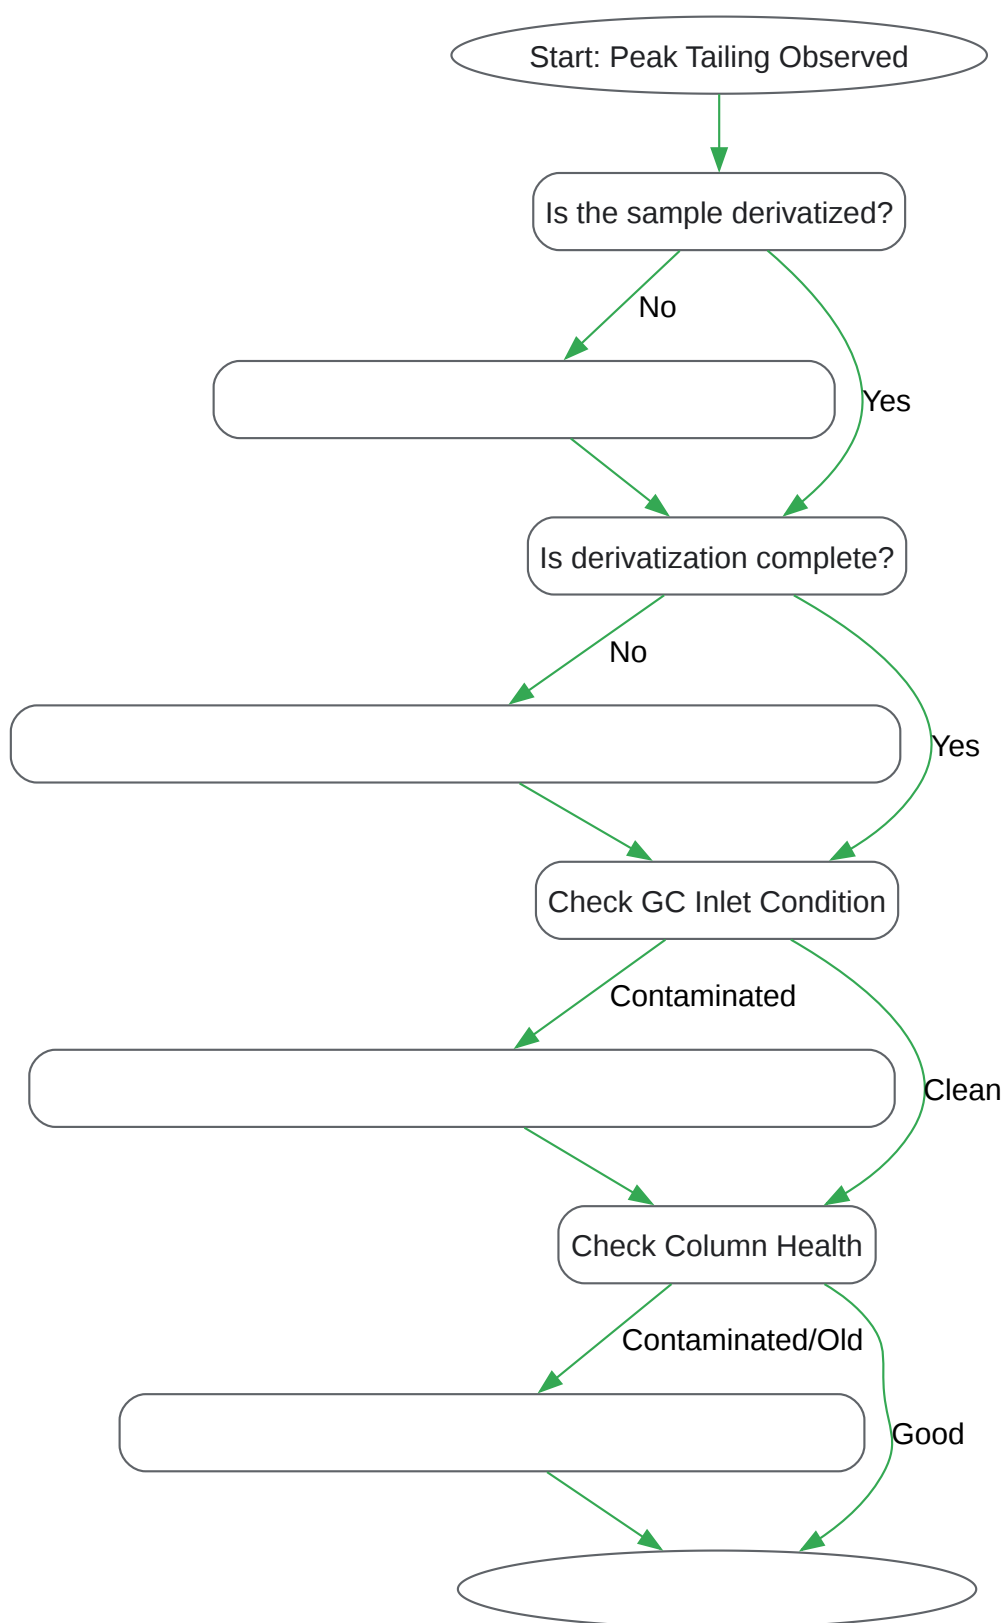 Start: Peak Tailing Observed
Is the sample derivatized?
No
Yes
Is derivatization complete?
No
Yes
Check GC Inlet Condition
Contaminated
Clean
Check Column Health
Contaminated/Old
Good